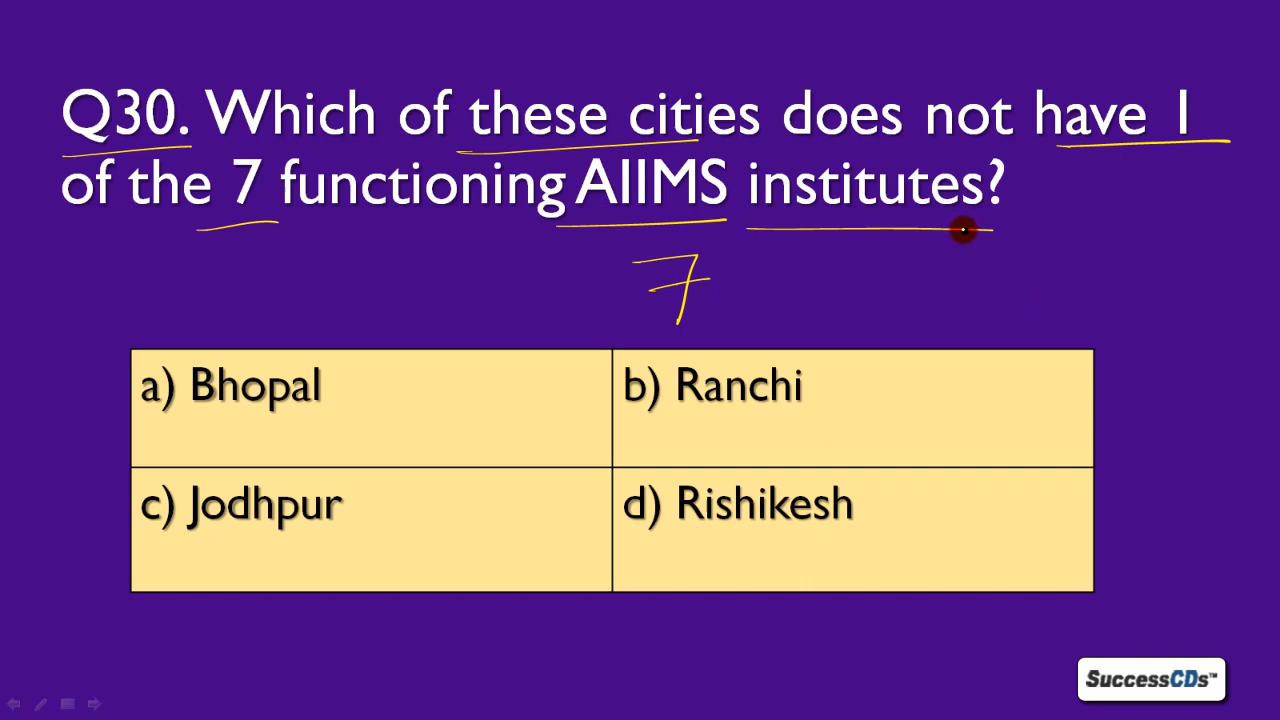 Q30. Which of these cities does not have 1
of the 7 functioning AIIMS institutes?
7
a) Bhopal
b) Ranchi
c) Jodhpur
d) Rishikesh
SuccessCDs™